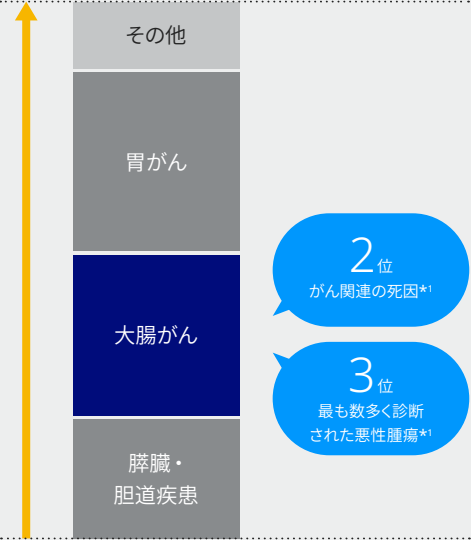 その他
胃がん
2位
がん関連の死因*1
大腸がん
3位
最も数多く診断
された悪性腫瘍*1
膵臓・
胆道疾患